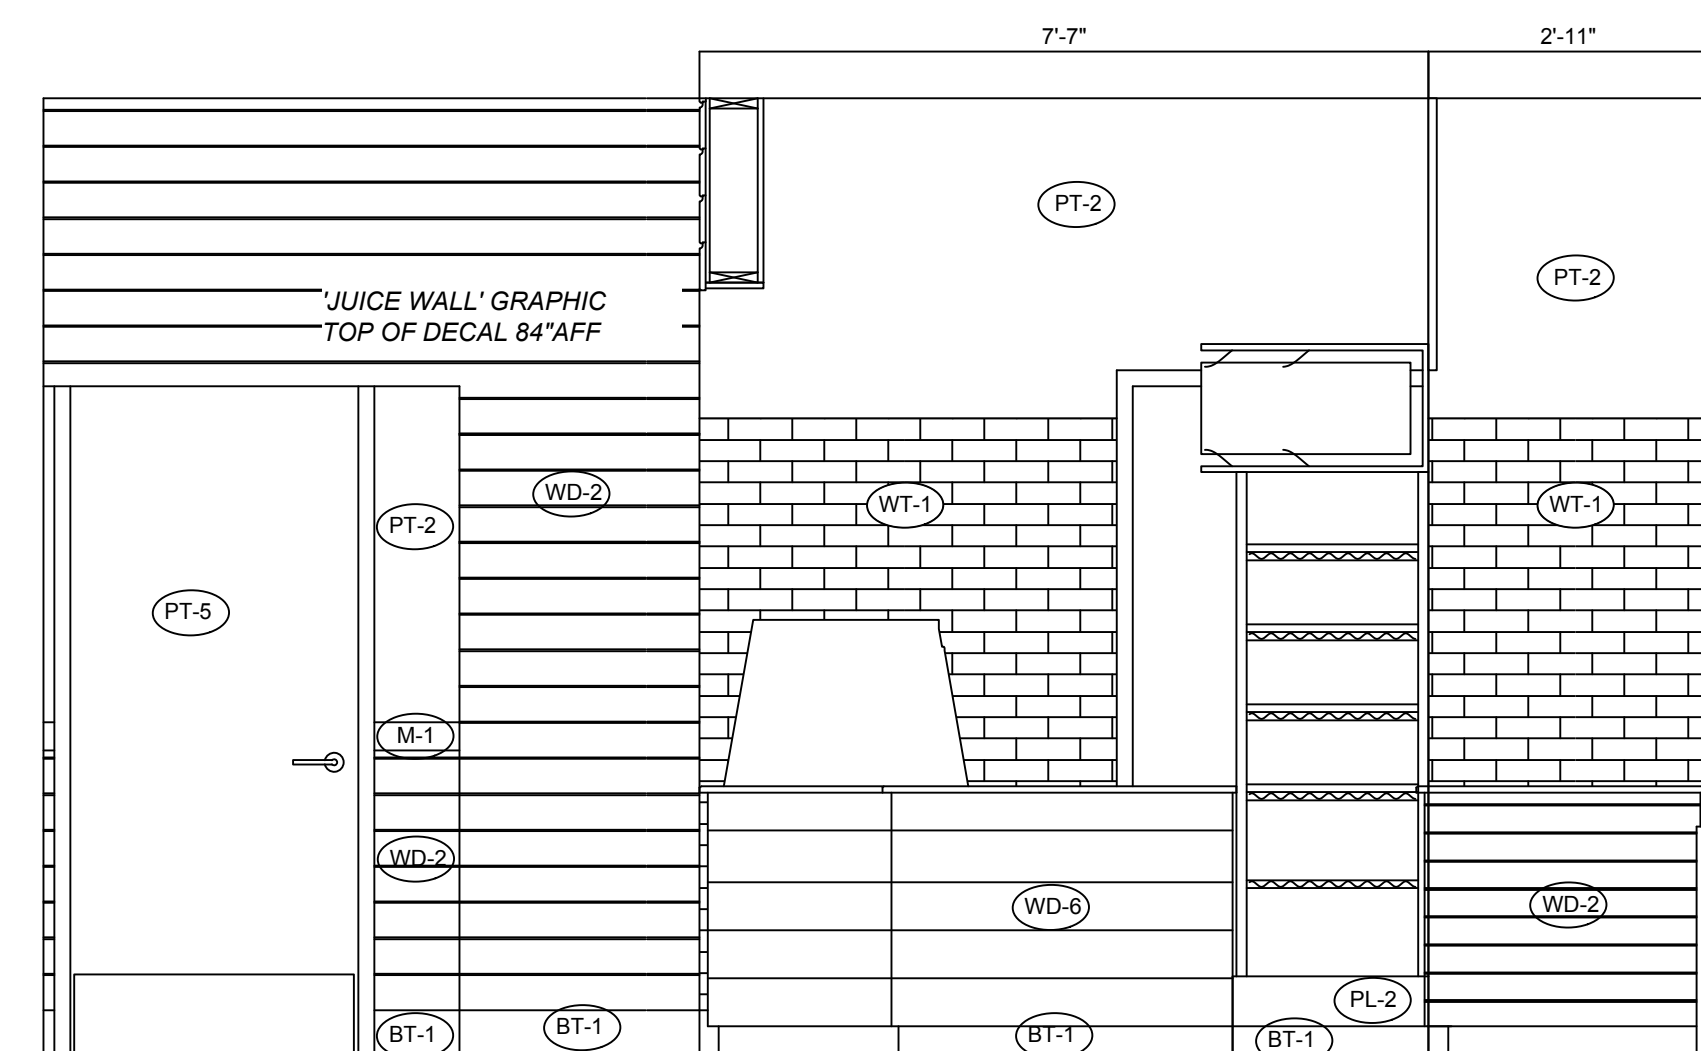 7'-7"
2'-11"
PT-2
PT-2
'JUICE WALL' GRAPHIC
TOP OF DECAL 84"AFF
WD-2
WT-1
WT-1
PT-2
PT-5
M-1
WD-2
WD-6
WD-2
PL-2
BT-1
BT-1
BT-1
BT-1